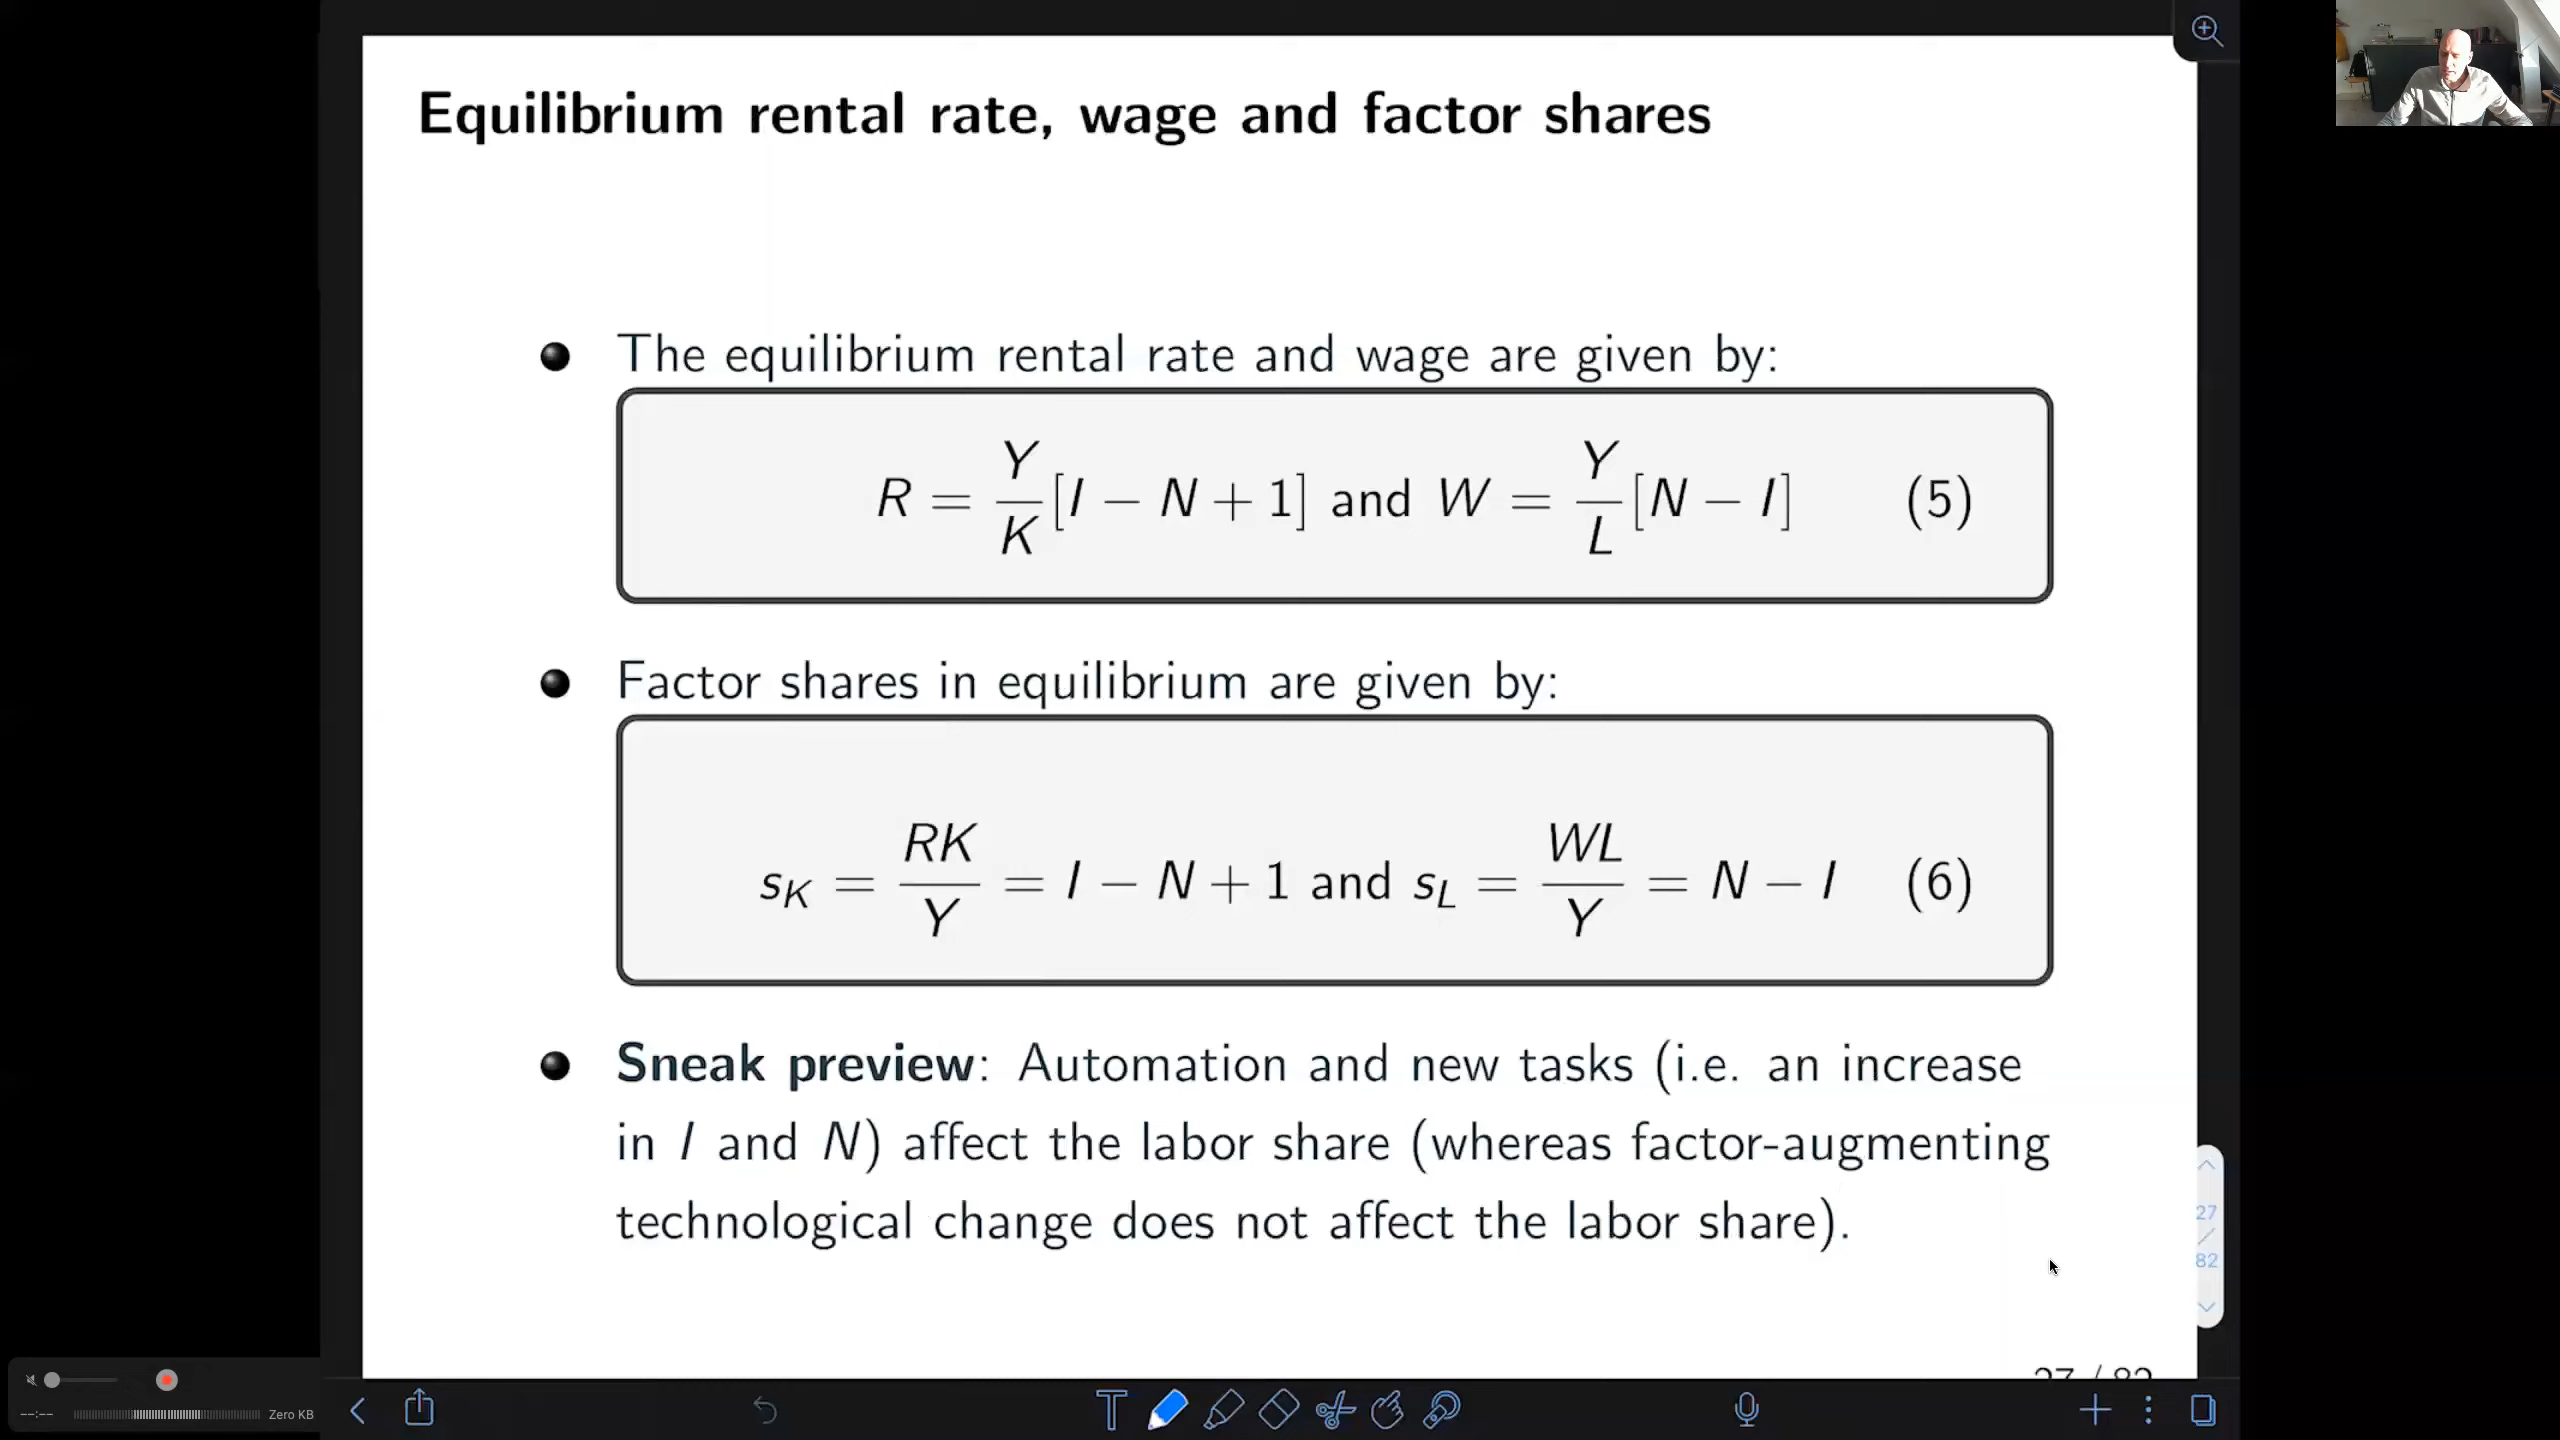 Equilibrium rental rate, wage and factor shares
The equilibrium rental rate and wage are given by:
R = Y/K [I − N + 1] and W = Y/L [N − I] (5)
Factor shares in equilibrium are given by:
s_K = RK/Y = I − N + 1 and s_L = WL/Y = N − I (6)
Sneak preview: Automation and new tasks (i.e. an increase
in I and N) affect the labor share (whereas factor-augmenting
technological change does not affect the labor share).
27
/
82
27 / 82
--:-- Zero KB